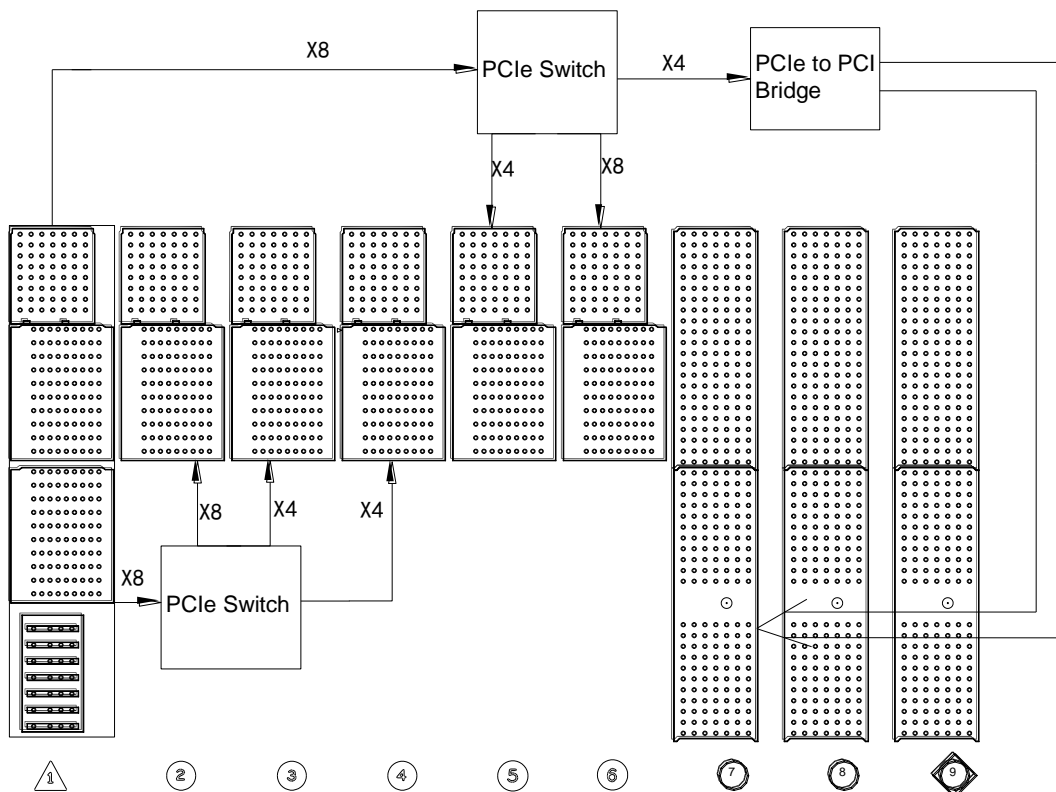 X8
PCIe Switch
X4
PCIe to PCI
Bridge
X4
X8
X8
X4
X4
X8
PCIe Switch
1
2
3
4
5
6
7
8
9